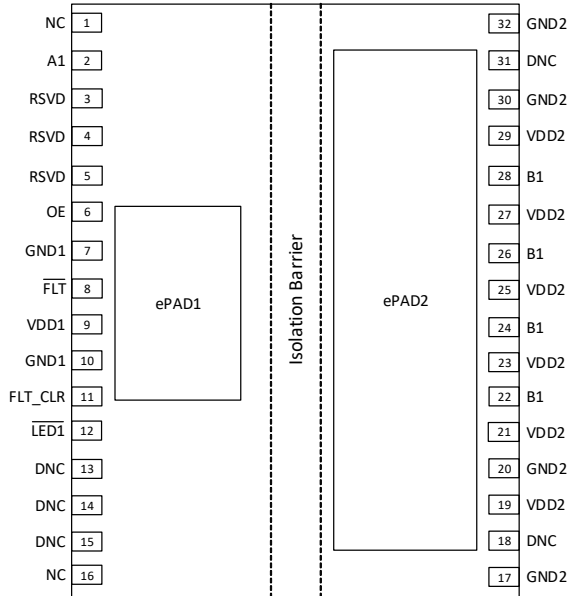 NC 1
32 GND2
A1 2
31 DNC
RSVD 3
30 GND2
RSVD 4
29 VDD2
RSVD 5
28 B1
OE 6
27 VDD2
GND1 7
26 B1
FLT 8
25 VDD2
VDD1 9
24 B1
GND1 10
23 VDD2
FLT_CLR 11
22 B1
LED1 12
21 VDD2
DNC 13
20 GND2
DNC 14
19 VDD2
DNC 15
18 DNC
NC 16
17 GND2
ePAD1
Isolation Barrier
ePAD2